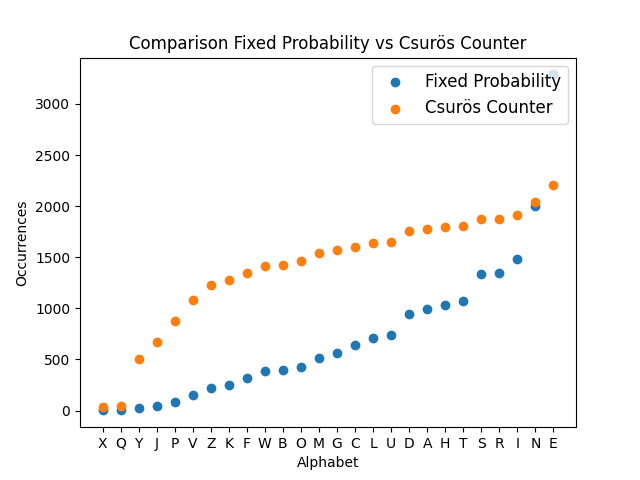 Comparison Fixed Probability vs Csurös Counter
Fixed Probability
Csurös Counter
Occurrences
3000
2500
2000
1500
1000
500
0
X Q Y J P V Z K F W B O M G C L U D A H T S R I N E
Alphabet